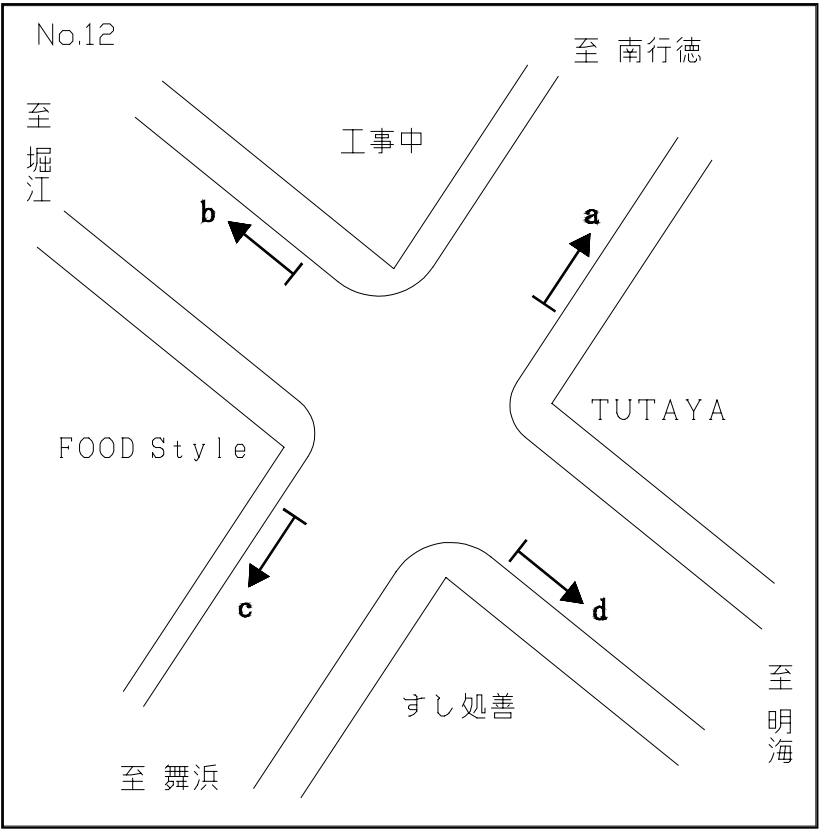 No.12
至 南行徳
至 堀江
工事中
b
a
TUTAYA
FOOD Style
c
d
すし処善
至 明海
至 舞浜